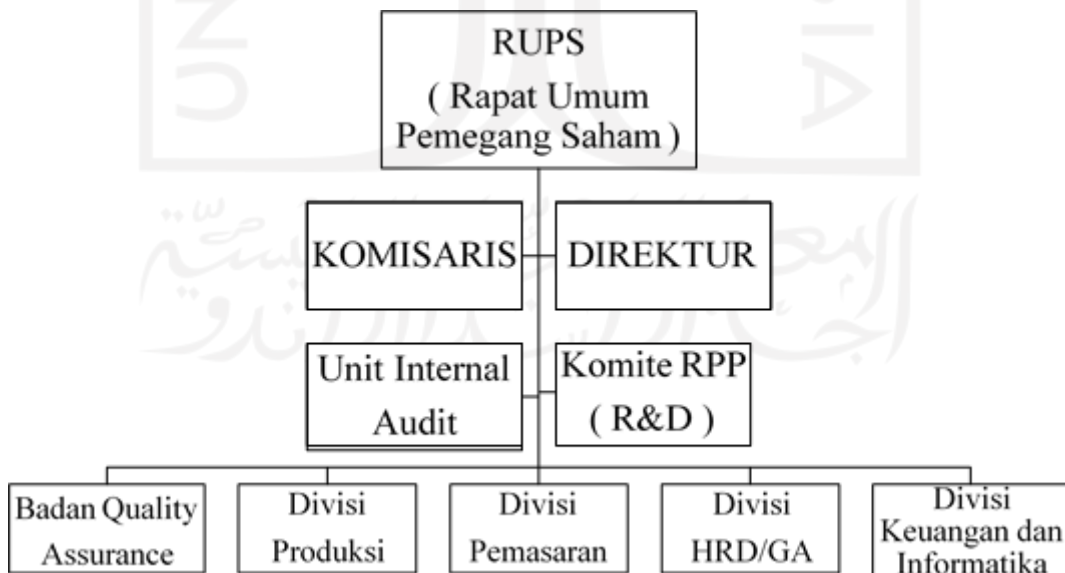 RUPS
( Rapat Umum
Pemegang Saham )
KOMISARIS
DIREKTUR
Unit Internal
Audit
Komite RPP
( R&D )
Badan Quality
Assurance
Divisi
Produksi
Divisi
Pemasaran
Divisi
HRD/GA
Divisi
Keuangan dan
Informatika